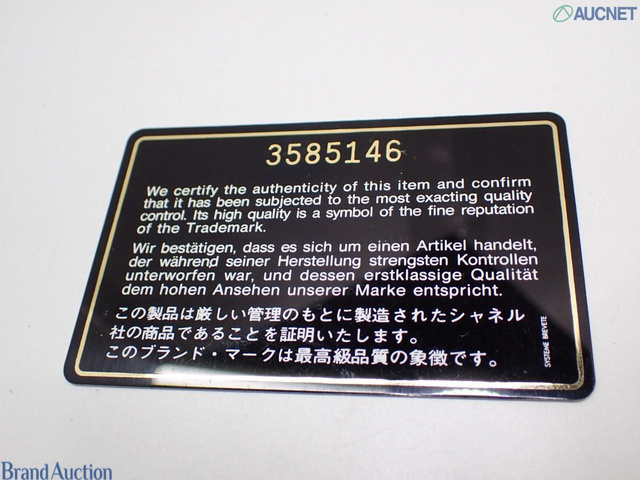 AUCNET
3585146
We certify the authenticity of this item and confirm
that it has been subjected to the most exacting quality
control. Its high quality is a symbol of the fine reputation
of the Trademark.
Wir bestätigen, dass es sich um einen Artikel handelt,
der während seiner Herstellung strengsten Kontrollen
unterworfen war, und dessen erstklassige Qualität
dem hohen Ansehen unserer Marke entspricht.
この製品は厳しい管理のもとに製造されたシャネル
社の商品であることを証明いたします。
このブランド・マークは最高級品質の象徴です。
SYSTEME BREVETE
Brand Auction